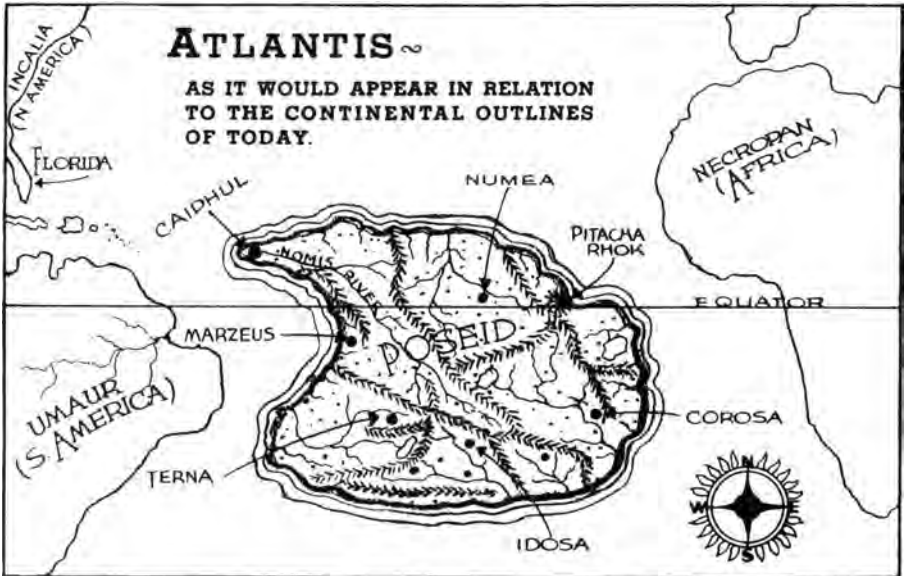 ATLANTIS~
AS IT WOULD APPEAR IN RELATION
TO THE CONTINENTAL OUTLINES
OF TODAY.
INCALIA
(N AMERICA)
FLORIDA
CAIDHUL
NUMEA
NECROPAN
(AFRICA)
PITACHA
RHOK
NOMIS RIVER
EQUATOR
MARZEUS
POSEID
UMAUR
(S AMERICA)
COROSA
TERNA
IDOSA
N
W
E
S